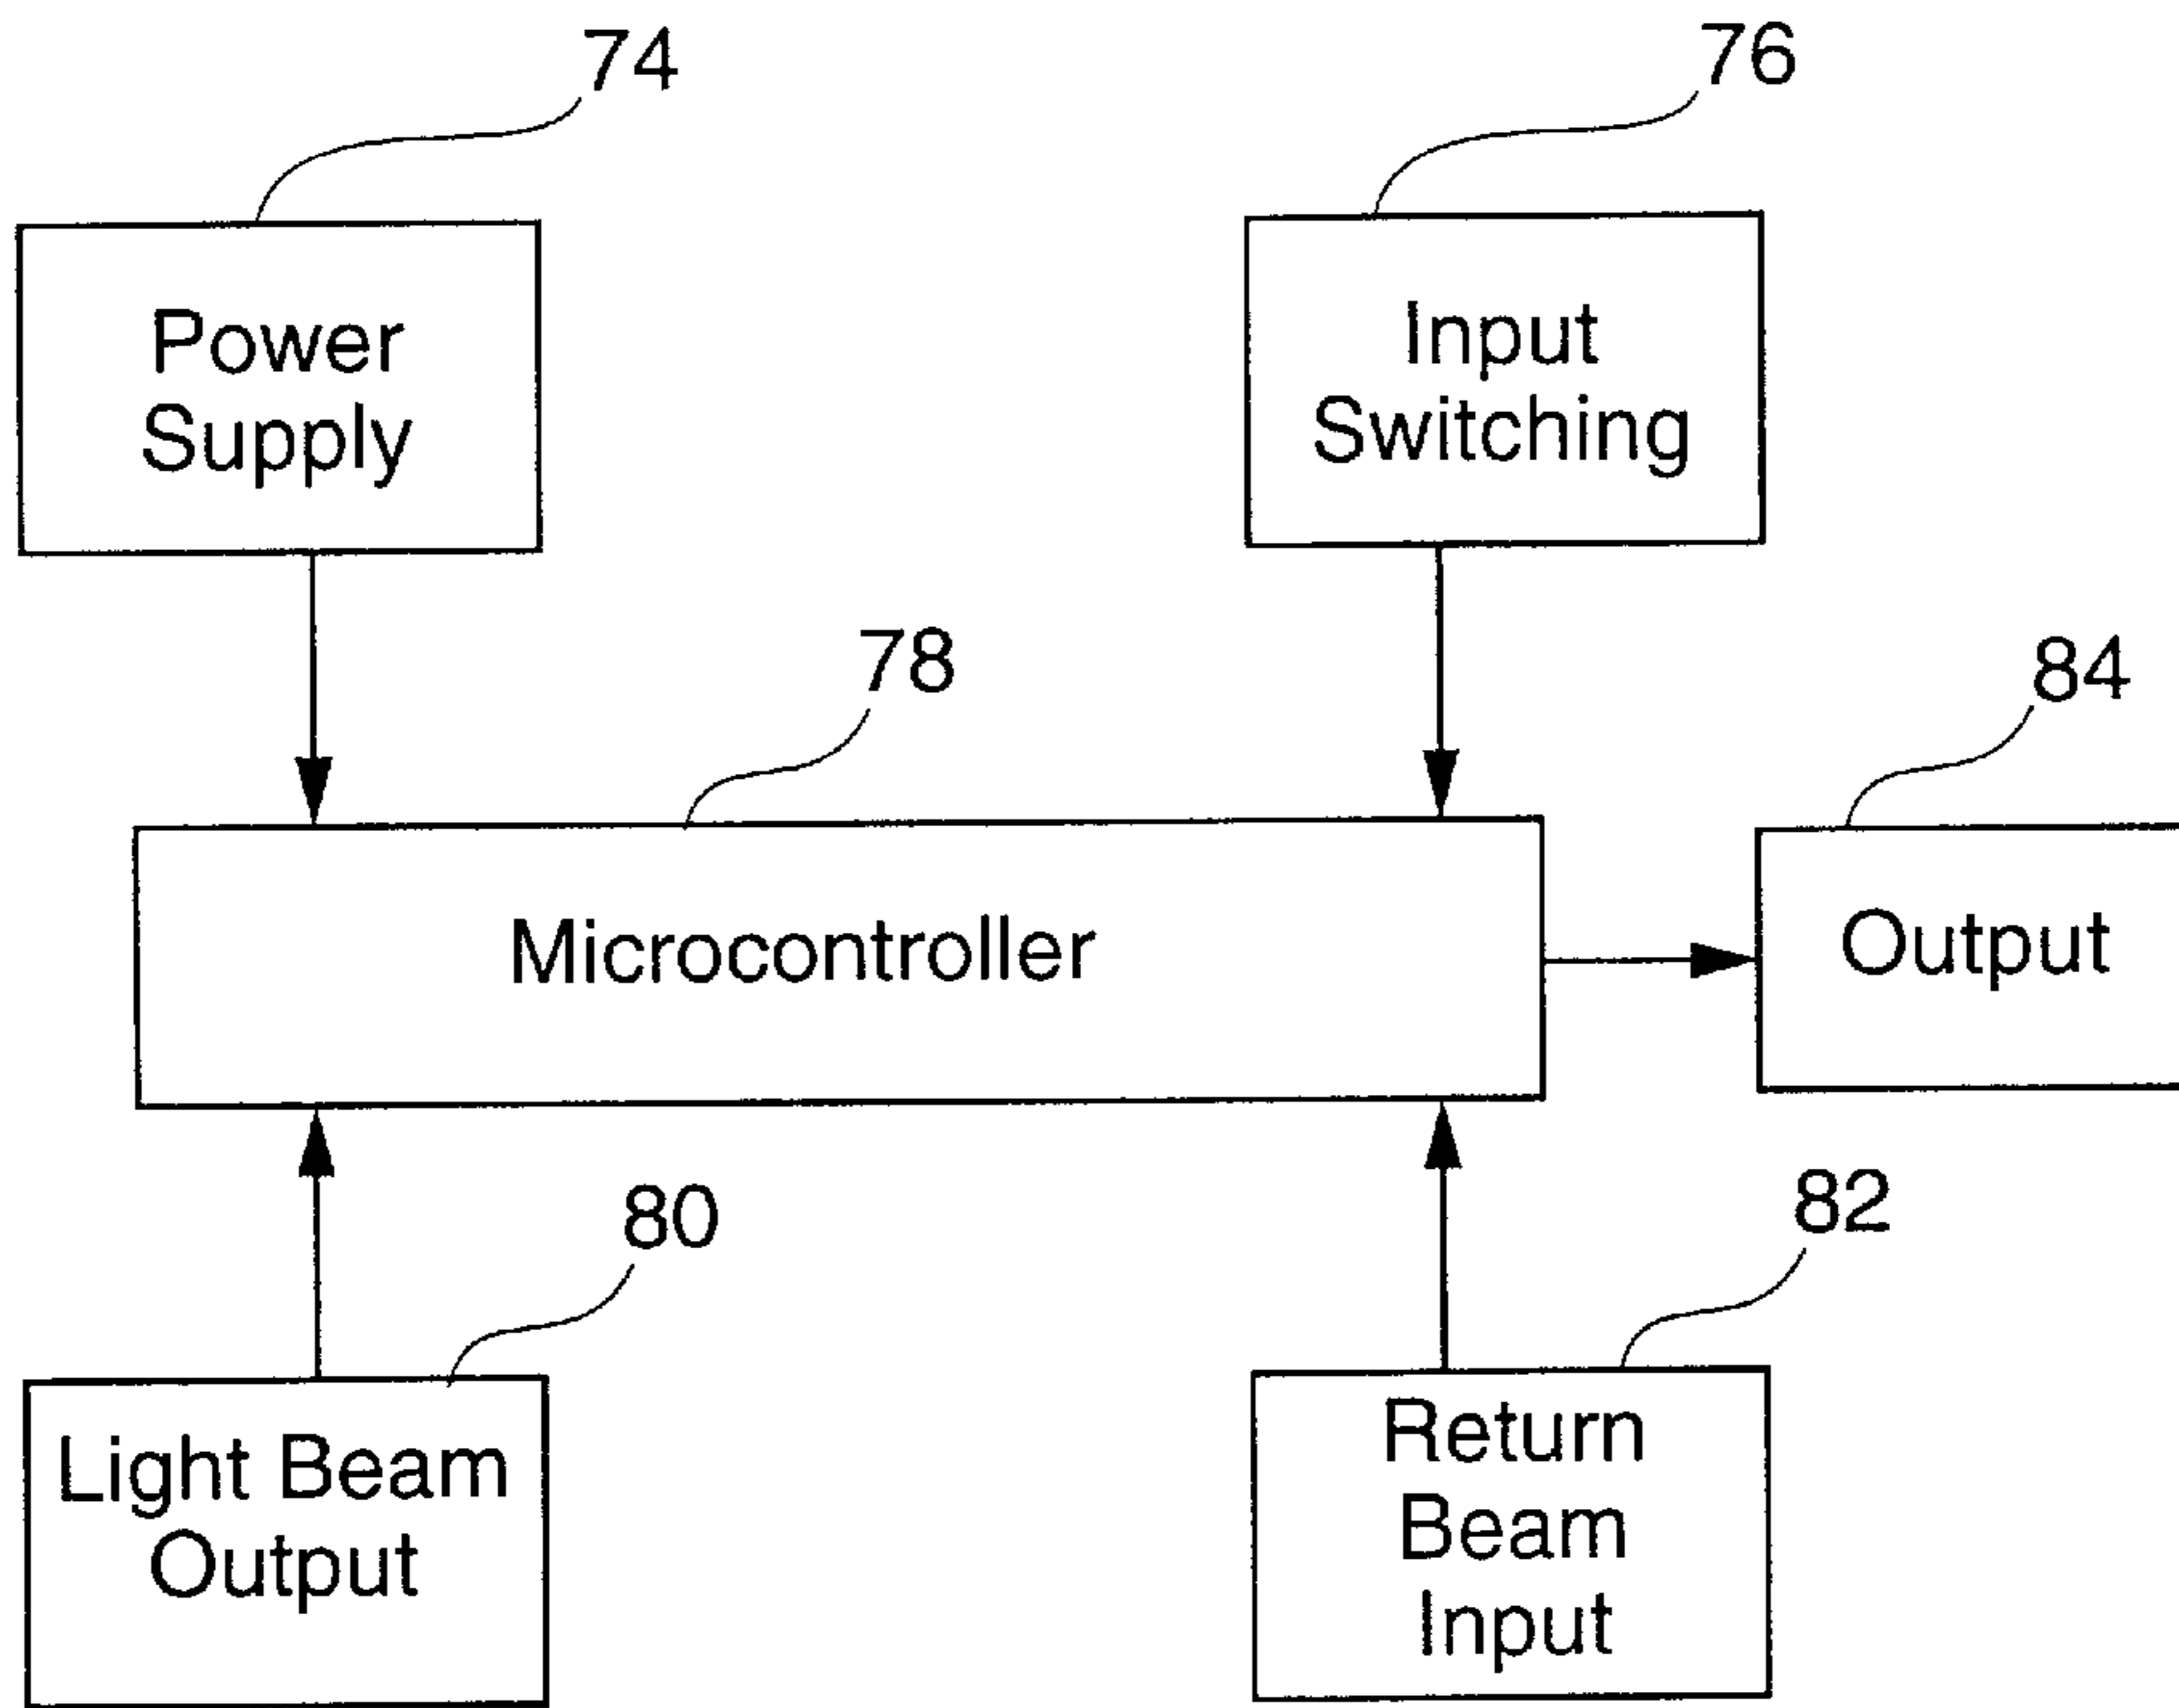 74
76
Power
Supply
Input
Switching
78
84
Microcontroller
Output
80
82
Light Beam
Output
Return
Beam
Input